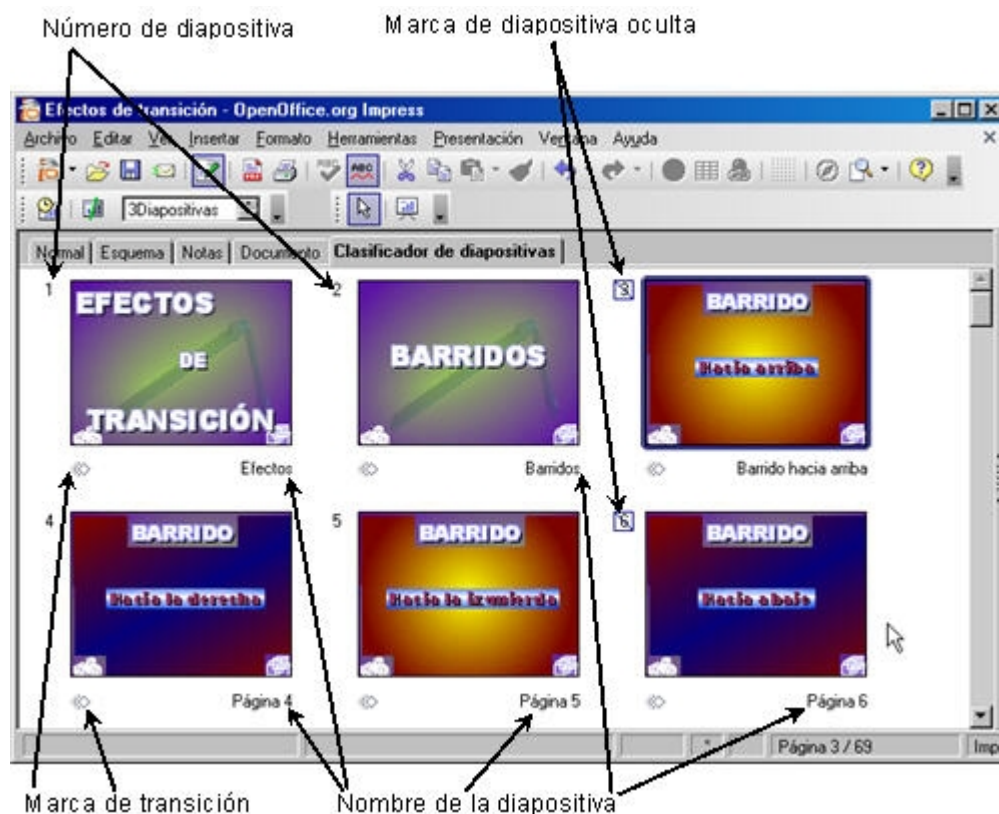 Número de diapositiva
Marca de diapositiva oculta
Efectos de transición - OpenOffice.org Impress
Archivo Editar Ver Insertar Formato Herramientas Presentación Ventana Ayuda
ABC ABC
3Diapositivas
Normal Esquema Notas Documento Clasificador de diapositivas
1 2 3
EFECTOS
DE
TRANSICIÓN
BARRIDOS
BARRIDO
Hacia arriba
Efectos Barridos Barrido hacia arriba
4 5 6
BARRIDO BARRIDO BARRIDO
Hacia la derecha Hacia la izquierda Hacia abajo
Página 4 Página 5 Página 6
* Página 3 / 69 Imp
Marca de transición Nombre de la diapositiva